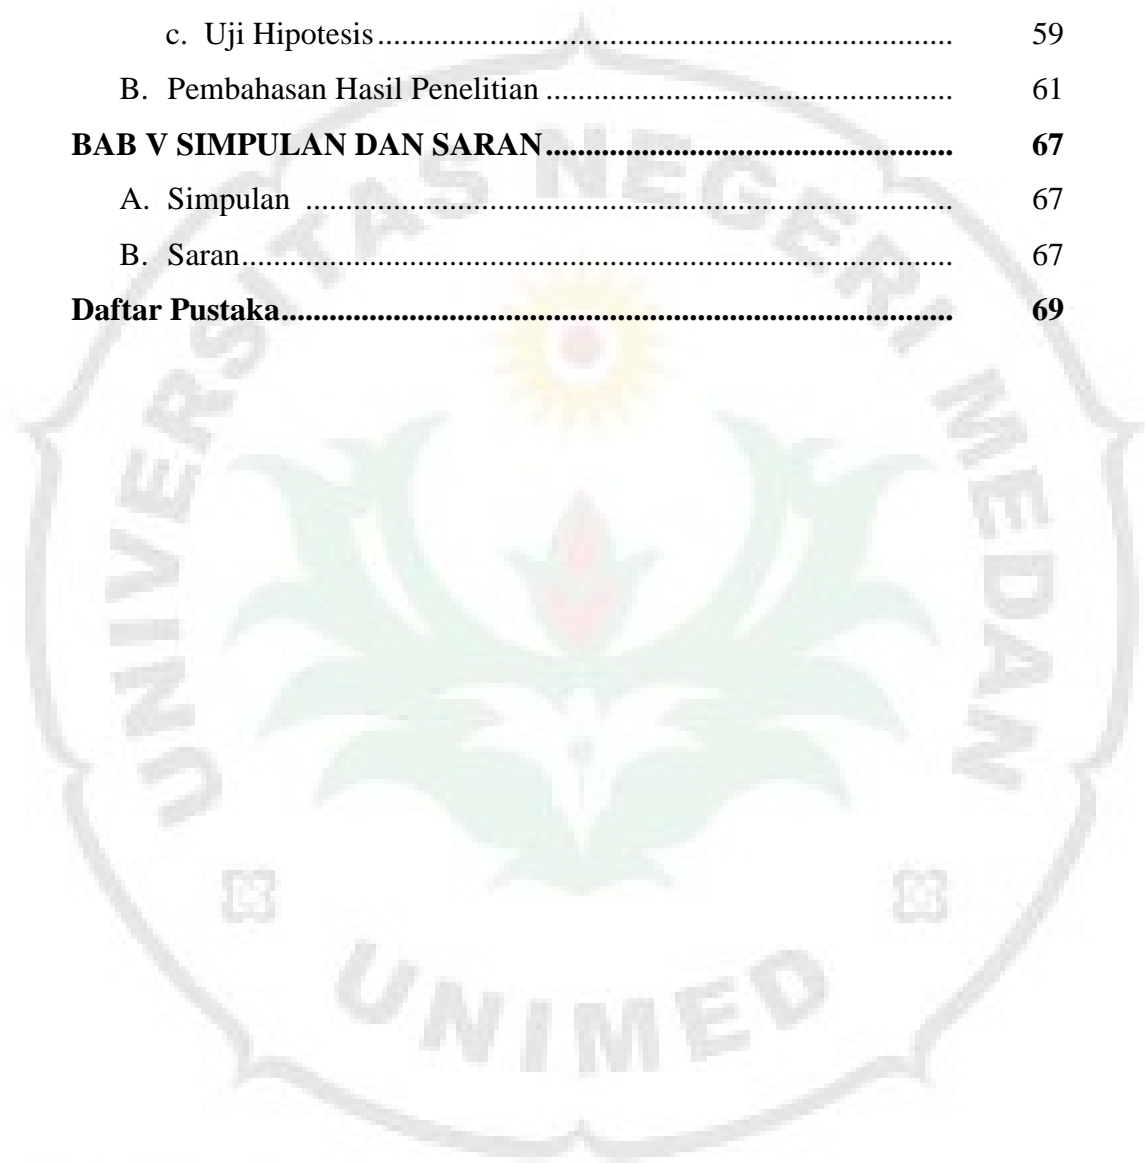 c. Uji Hipotesis............................................................ 59
B. Pembahasan Hasil Penelitian .......................................... 61
BAB V SIMPULAN DAN SARAN.......................................... 67
A. Simpulan ................................................................... 67
B. Saran.......................................................................... 67
Daftar Pustaka...................................................................... 69
UNIVERSITAS NEGERI MEDAN
UNIMED